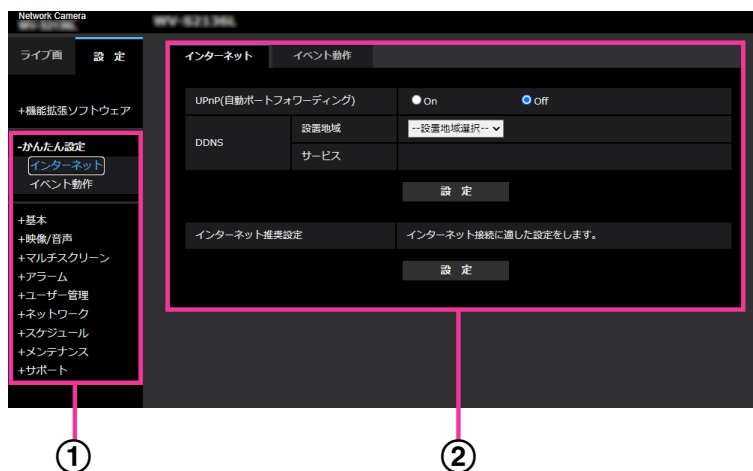 Network Camera
ライブ画
設 定
+機能拡張ソフトウェア
-かんたん設定
インターネット
イベント動作
+基本
+映像/音声
+マルチスクリーン
+アラーム
+ユーザー管理
+ネットワーク
+スケジュール
+メンテナンス
+サポート
インターネット
イベント動作
UPnP(自動ポートフォワーディング)
On
Off
DDNS
設置地域
--設置地域選択--
サービス
設 定
インターネット推奨設定
インターネット接続に適した設定をします。
設 定
①
②